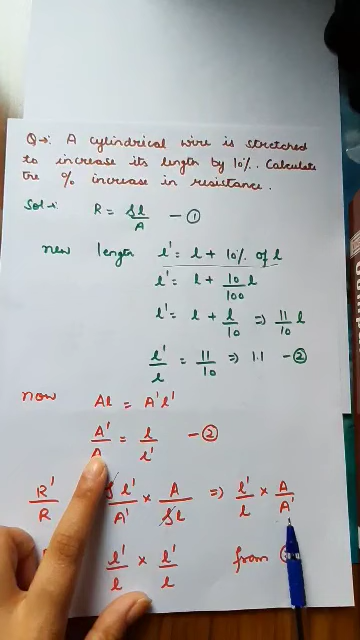 Q→: A cylindrical wire is stretched
to increase its length by 10%. Calculate
the % increase in resistance.
Sol→: R = ρl/A — ①
new length l' = l + 10% of l
l' = l + 10/100 l
l' = l + l/10 ⇒ 11/10 l
l'/l = 11/10 ⇒ 1.1 — ②
now Al = A'l'
A'/A = l/l' — ②
R'/R ρl'/A' × A/ρl ⇒ l'/l × A/A'
l'/l × l'/l from